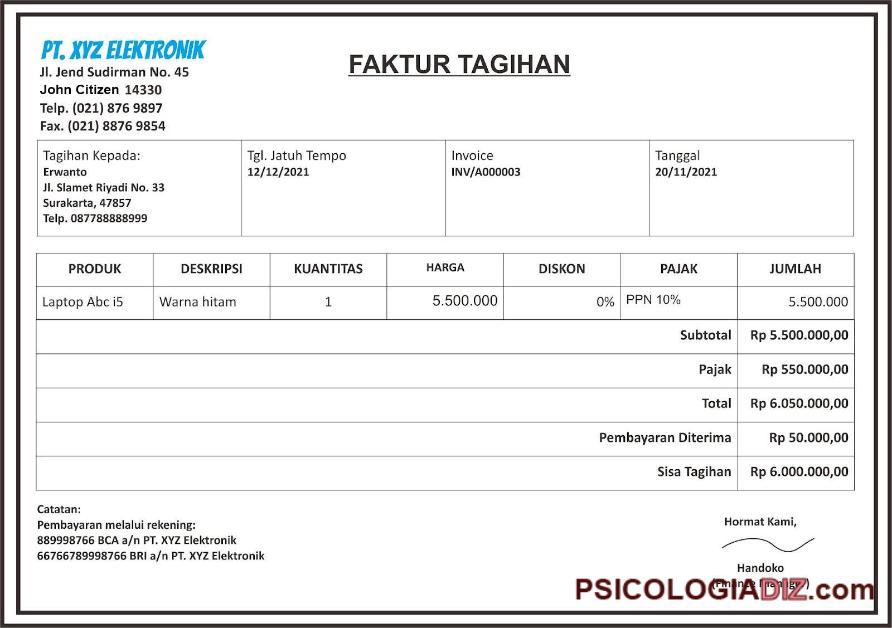 PT. XYZ ELEKTRONIK
Jl. Jend Sudirman No. 45
John Citizen 14330
Telp. (021) 876 9897
Fax. (021) 8876 9854
FAKTUR TAGIHAN
Tagihan Kepada:
Erwanto
Jl. Slamet Riyadi No. 33
Surakarta, 47857
Telp. 087788888999
Tgl. Jatuh Tempo
12/12/2021
Invoice
INV/A000003
Tanggal
20/11/2021
PRODUK DESKRIPSI KUANTITAS HARGA DISKON PAJAK JUMLAH
Laptop Abc i5 Warna hitam 1 5.500.000 0% PPN 10% 5.500.000
Subtotal Rp 5.500.000,00
Pajak Rp 550.000,00
Total Rp 6.050.000,00
Pembayaran Diterima Rp 50.000,00
Sisa Tagihan Rp 6.000.000,00
Catatan:
Pembayaran melalui rekening:
889998766 BCA a/n PT. XYZ Elektronik
66766789998766 BRI a/n PT. XYZ Elektronik
Hormat Kami,
Handoko
PSICOLOGIADIZ.com